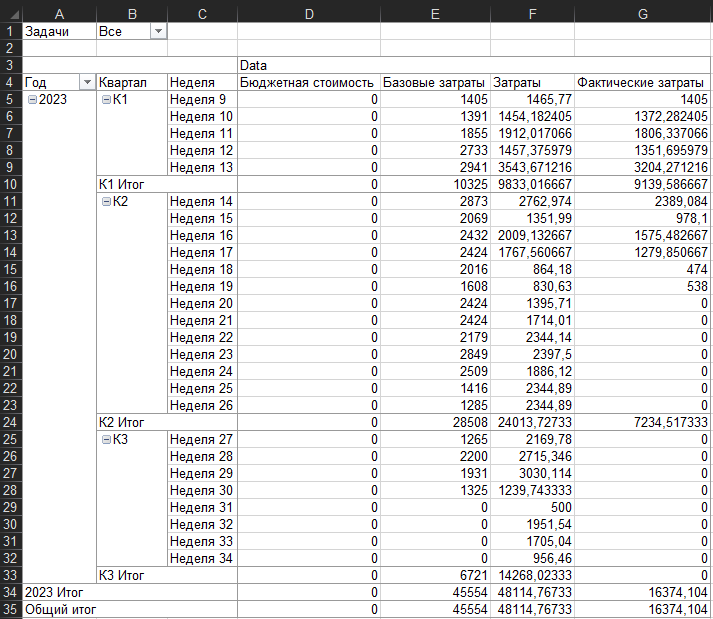 A B C D E F G
1 Задачи Все
2
3 Data
4 Год Квартал Неделя Бюджетная стоимость Базовые затраты Затраты Фактические затраты
5 2023 К1 Неделя 9 0 1405 1465,77 1405
6 Неделя 10 0 1391 1454,182405 1372,282405
7 Неделя 11 0 1855 1912,017066 1806,337066
8 Неделя 12 0 2733 1457,375979 1351,695979
9 Неделя 13 0 2941 3543,671216 3204,271216
10 К1 Итог 0 10325 9833,016667 9139,586667
11 К2 Неделя 14 0 2873 2762,974 2389,084
12 Неделя 15 0 2069 1351,99 978,1
13 Неделя 16 0 2432 2009,132667 1575,482667
14 Неделя 17 0 2424 1767,560667 1279,850667
15 Неделя 18 0 2016 864,18 474
16 Неделя 19 0 1608 830,63 538
17 Неделя 20 0 2424 1395,71 0
18 Неделя 21 0 2424 1714,01 0
19 Неделя 22 0 2179 2344,14 0
20 Неделя 23 0 2849 2397,5 0
21 Неделя 24 0 2509 1886,12 0
22 Неделя 25 0 1416 2344,89 0
23 Неделя 26 0 1285 2344,89 0
24 К2 Итог 0 28508 24013,72733 7234,517333
25 К3 Неделя 27 0 1265 2169,78 0
26 Неделя 28 0 2200 2715,346 0
27 Неделя 29 0 1931 3030,114 0
28 Неделя 30 0 1325 1239,743333 0
29 Неделя 31 0 0 500 0
30 Неделя 32 0 0 1951,54 0
31 Неделя 33 0 0 1705,04 0
32 Неделя 34 0 0 956,46 0
33 К3 Итог 0 6721 14268,02333 0
34 2023 Итог 0 45554 48114,76733 16374,104
35 Общий итог 0 45554 48114,76733 16374,104